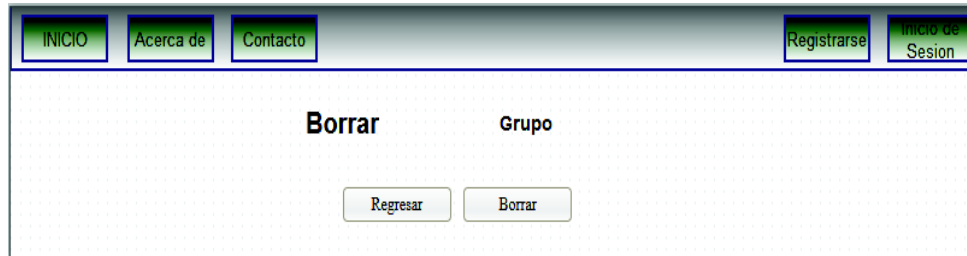 INICIO Acerca de Contacto Registrarse Inicio de
Sesion
Borrar Grupo
Regresar Borrar